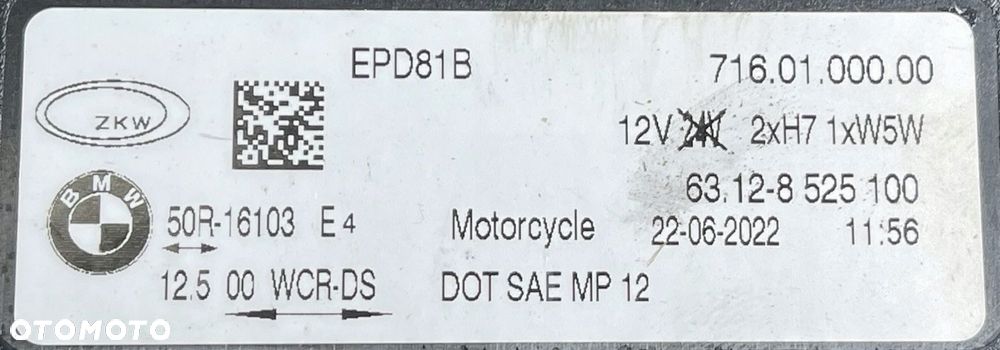 EPD81B 716.01.000.00
ZKW
12V 24V 2xH7 1xW5W
BMW
63.12-8 525 100
50R-16103 E4 Motorcycle 22-06-2022 11:56
12.5 00 WCR-DS DOT SAE MP 12
OTOMOTO